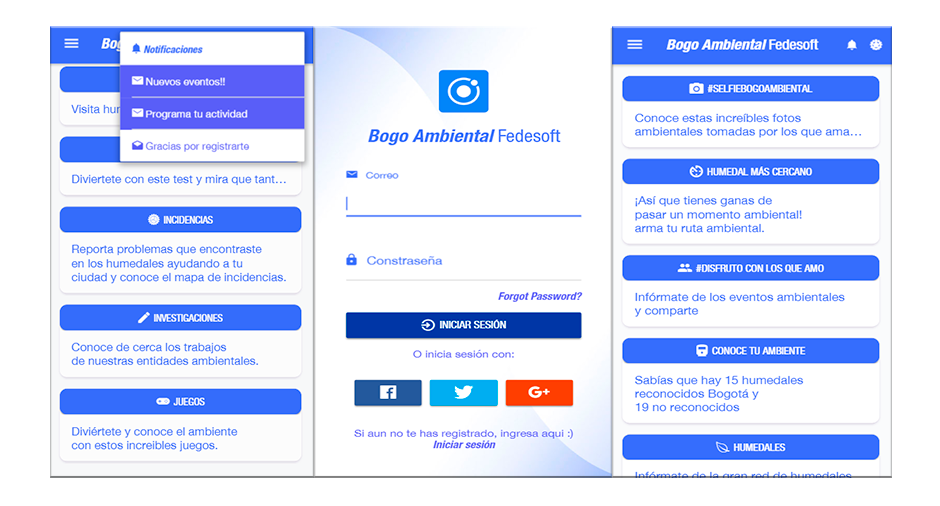 Bog
Notificaciones
Nuevos eventos!!
Programa tu actividad
Gracias por registrarte
Visita hum
Diviertete con este test y mira que tant...
INCIDENCIAS
Reporta problemas que encontraste
en los humedales ayudando a tu
ciudad y conoce el mapa de incidencias.
INVESTIGACIONES
Conoce de cerca los trabajos
de nuestras entidades ambientales.
JUEGOS
Diviértete y conoce el ambiente
con estos increibles juegos.
Bogo Ambiental Fedesoft
Correo
Constraseña
Forgot Password?
INICIAR SESIÓN
O inicia sesión con:
G+
Si aun no te has registrado, ingresa aqui :)
Iniciar sesión
Bogo Ambiental Fedesoft
#SELFIEBOGOAMBIENTAL
Conoce estas increíbles fotos
ambientales tomadas por los que ama...
HUMEDAL MÁS CERCANO
¡Así que tienes ganas de
pasar un momento ambiental!
arma tu ruta ambiental.
#DISFRUTO CON LOS QUE AMO
Infórmate de los eventos ambientales
y comparte
CONOCE TU AMBIENTE
Sabías que hay 15 humedales
reconocidos Bogotá y
19 no reconocidos
HUMEDALES
Infórmate de la gran red de humedales